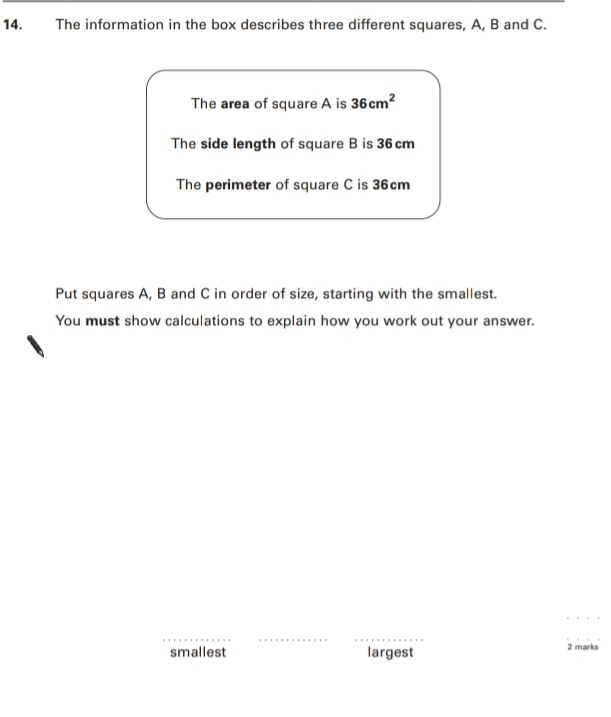 14. The information in the box describes three different squares, A, B and C.
The area of square A is 36 cm²
The side length of square B is 36 cm
The perimeter of square C is 36 cm
Put squares A, B and C in order of size, starting with the smallest.
You must show calculations to explain how you work out your answer.
smallest largest
2 marks